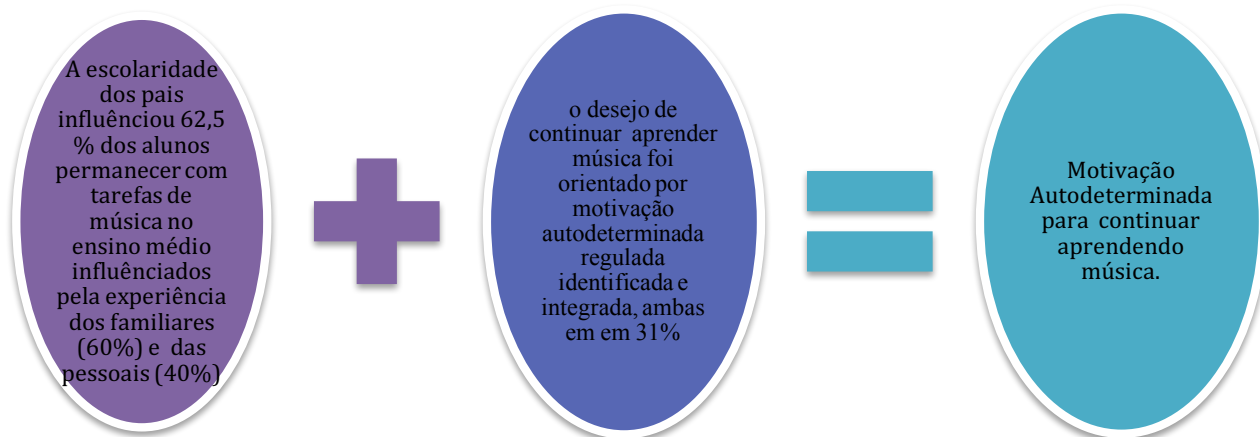 A escolaridade
dos pais
influênciou 62,5
% dos alunos
permanecer com
tarefas de
música no
ensino médio
influênciados
pela experiência
dos familiares
(60%) e das
pessoais (40%)
o desejo de
continuar aprender
música foi
orientado por
motivação
autodeterminada
regulada
identificada e
integrada, ambas
em em 31%
Motivação
Autodeterminada
para continuar
aprendendo
música.